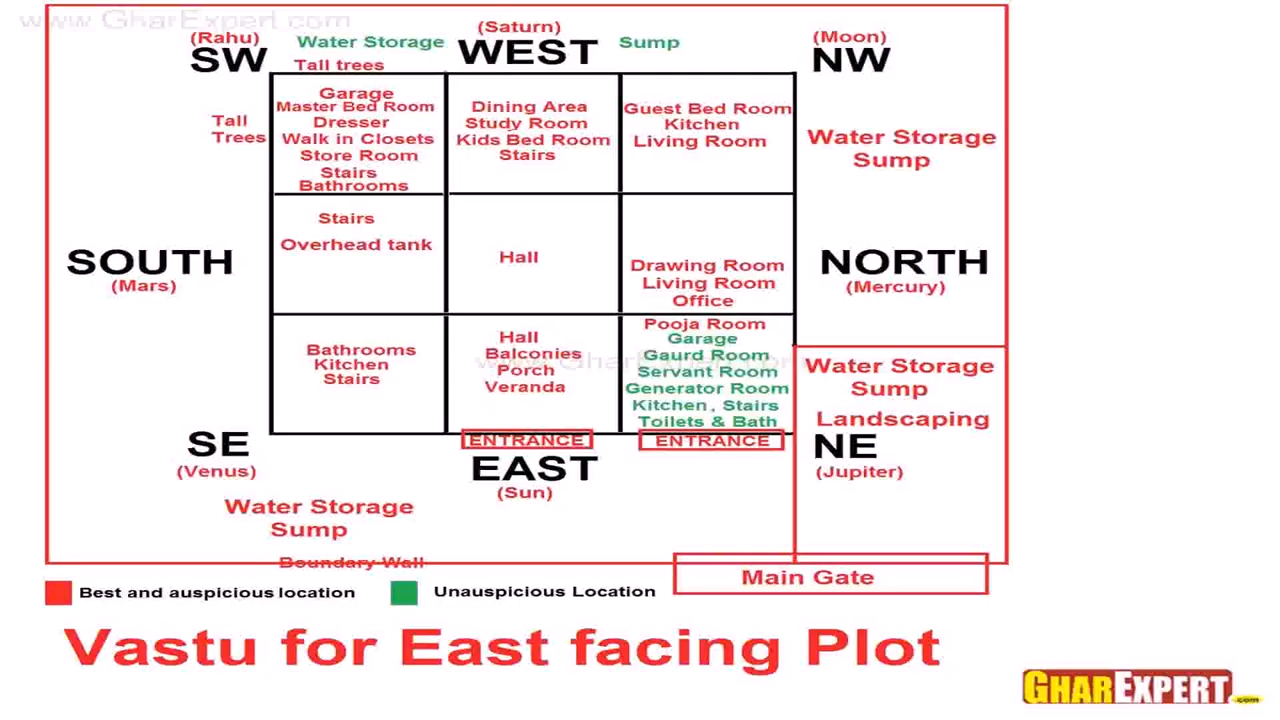 www.GharExpert.com
(Rahu)
SW
Water Storage
Tall trees
(Saturn)
WEST
Sump
(Moon)
NW
Tall
Trees
Garage
Master Bed Room
Dresser
Walk in Closets
Store Room
Stairs
Bathrooms
Dining Area
Study Room
Kids Bed Room
Stairs
Guest Bed Room
Kitchen
Living Room
Water Storage
Sump
SOUTH
(Mars)
Stairs
Overhead tank
Hall
Drawing Room
Living Room
Office
NORTH
(Mercury)
Bathrooms
Kitchen
Stairs
Hall
Balconies
Porch
Veranda
www.GharExpert.com
Pooja Room
Garage
Gaurd Room
Servant Room
Generator Room
Kitchen , Stairs
Toilets & Bath
Water Storage
Sump
Landscaping
SE
(Venus)
ENTRANCE
ENTRANCE
EAST
(Sun)
NE
(Jupiter)
Water Storage
Sump
Boundary Wall
Main Gate
Best and auspicious location
Unauspicious Location
Vastu for East facing Plot
GHAREXPERT.com